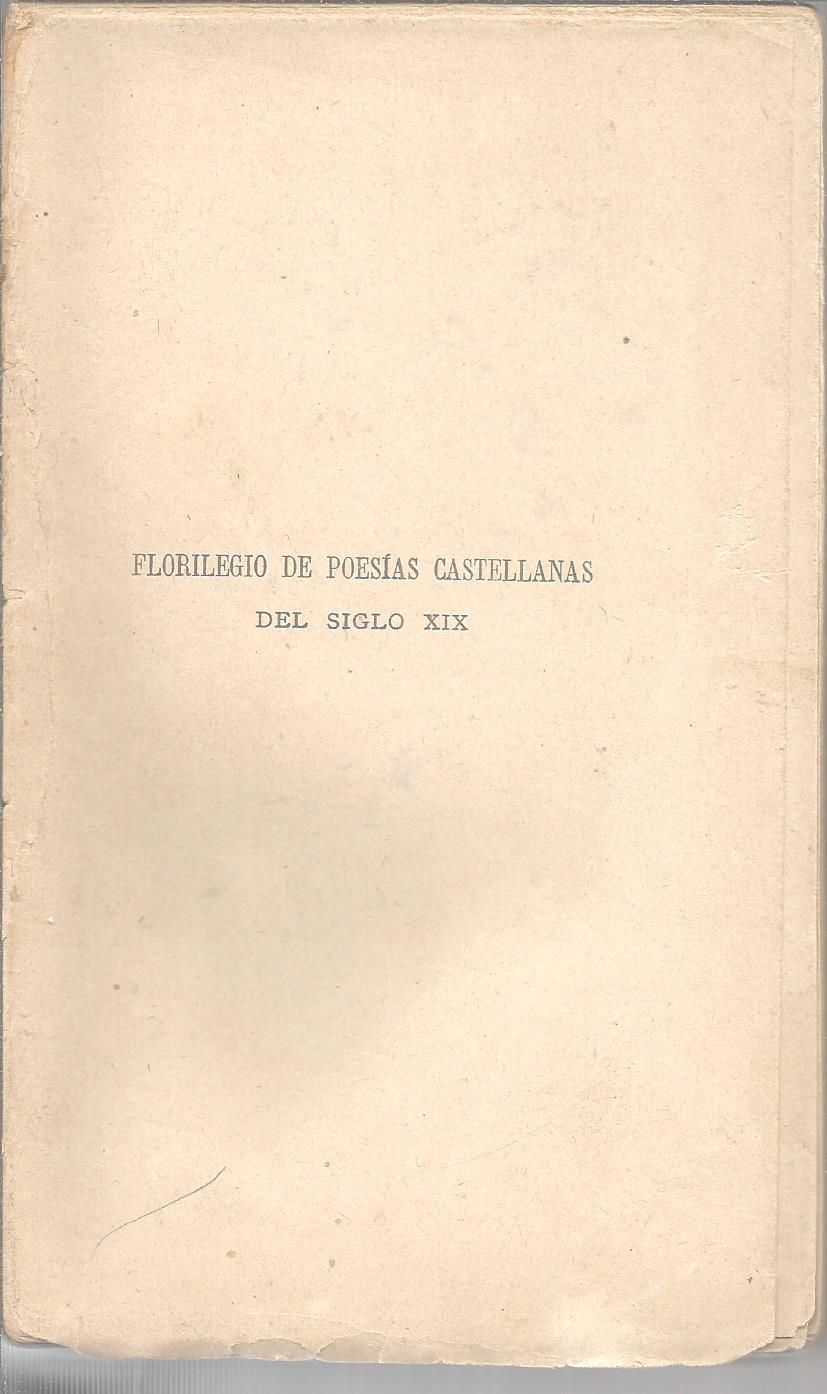 FLORILEGIO DE POESÍAS CASTELLANAS
DEL SIGLO XIX